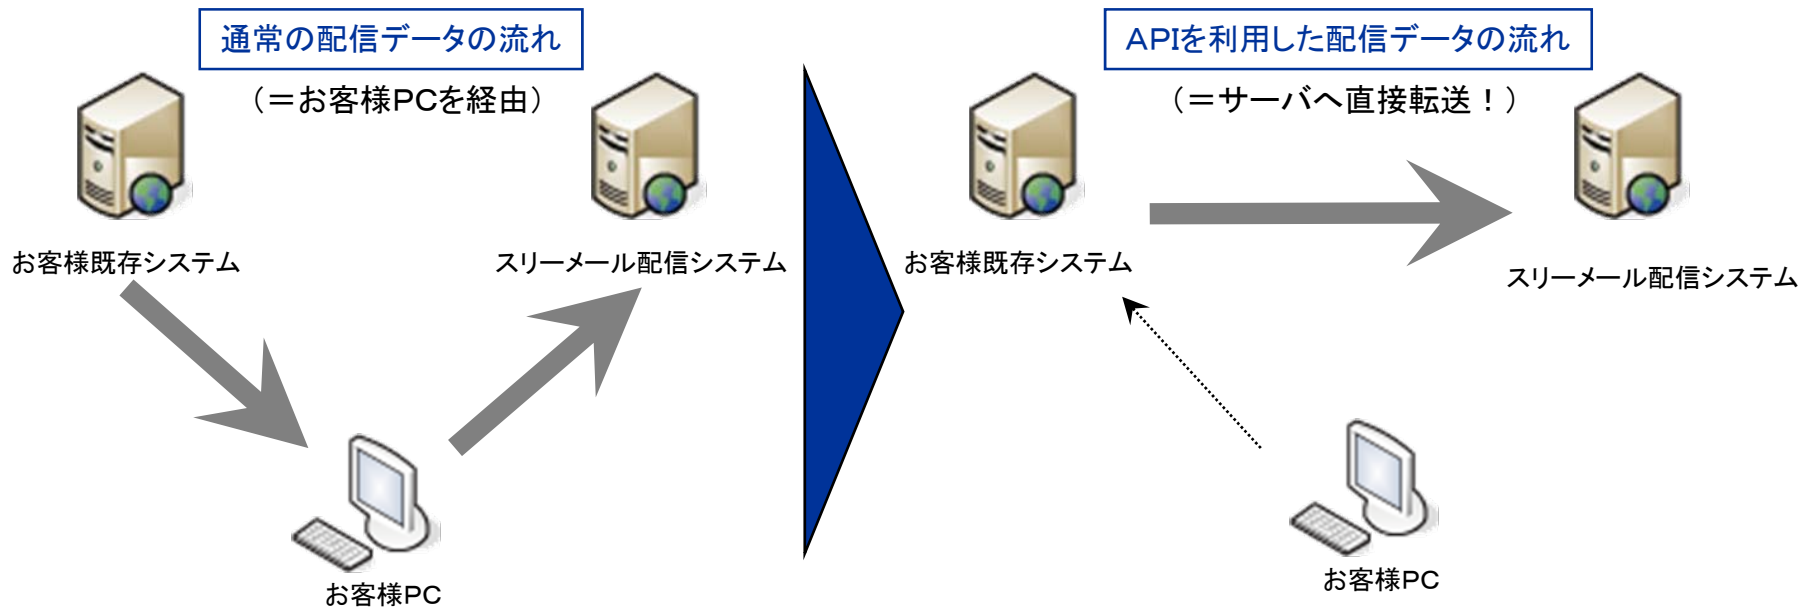 通常の配信データの流れ
（＝お客様PCを経由）
お客様既存システム
スリーメール配信システム
お客様PC
APIを利用した配信データの流れ
（＝サーバへ直接転送！）
お客様既存システム
スリーメール配信システム
お客様PC